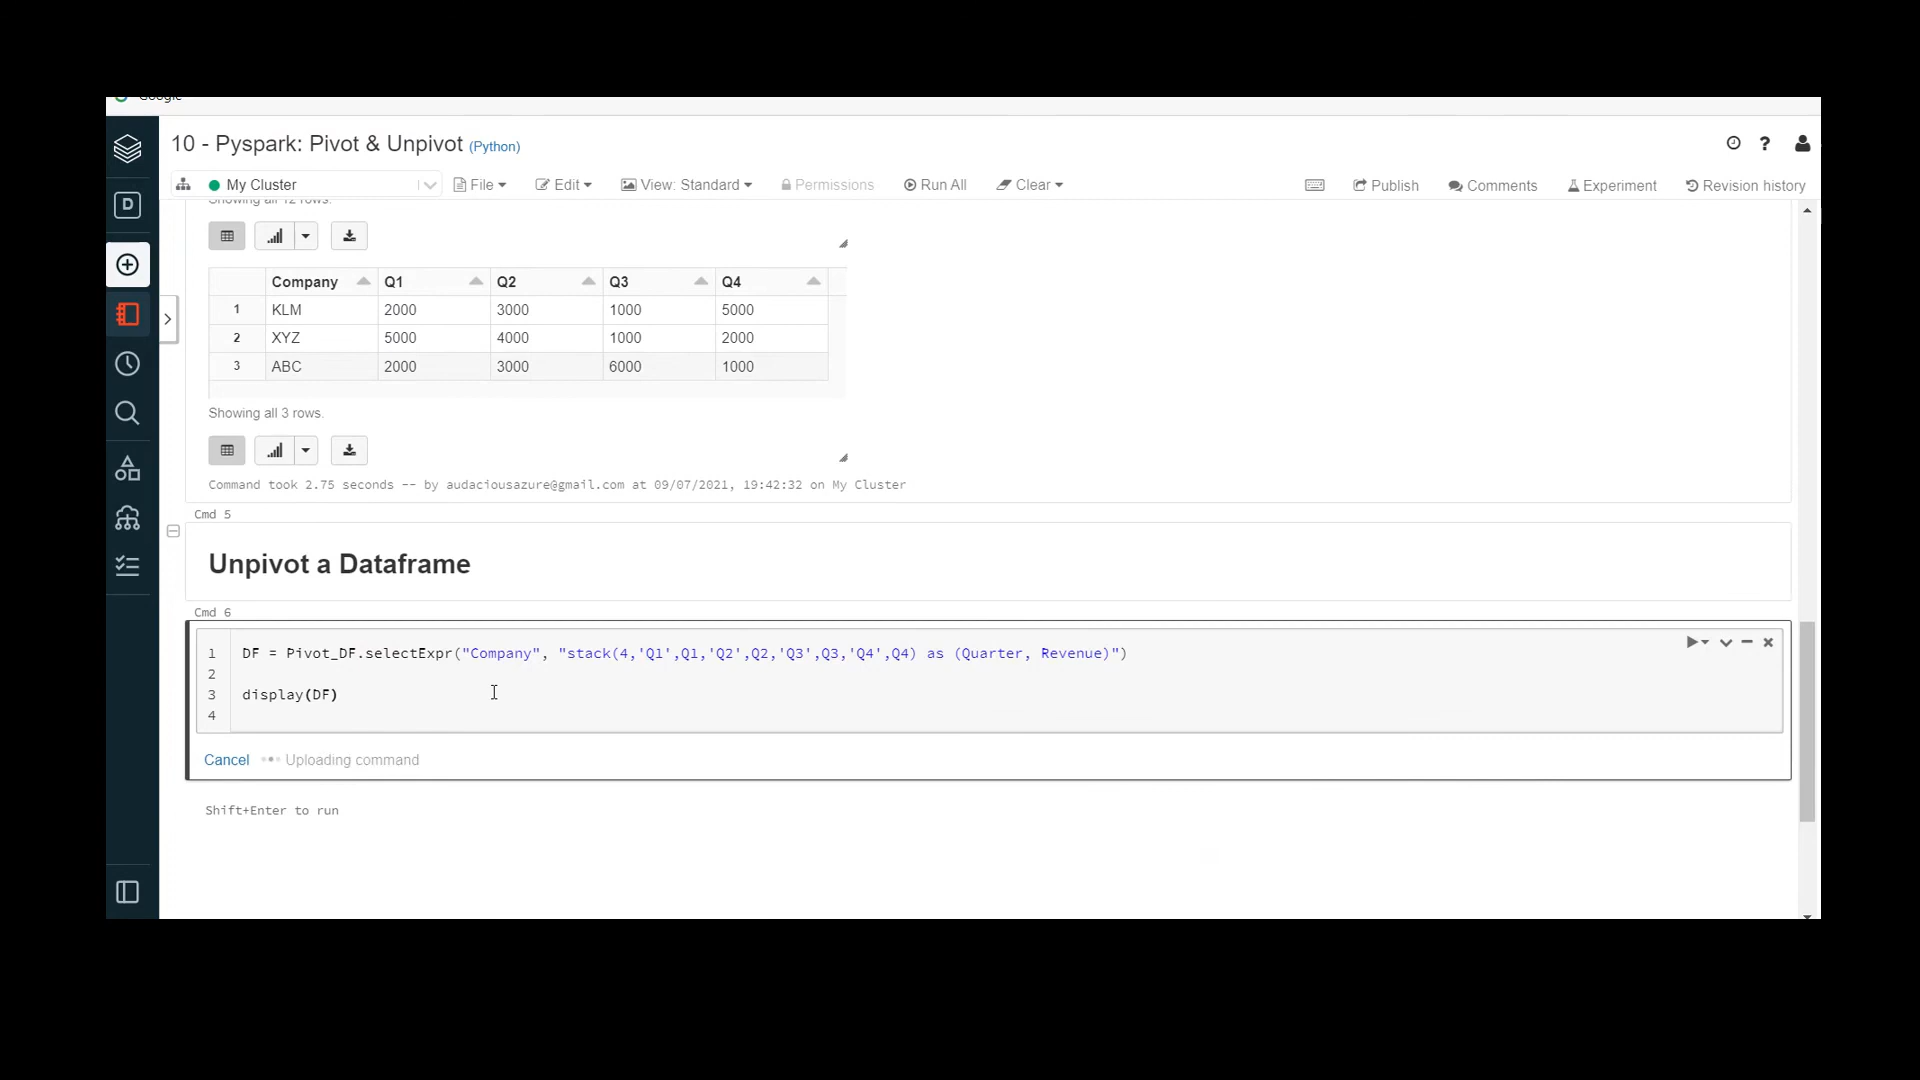 Google
10 - Pyspark: Pivot & Unpivot (Python)
My Cluster File Edit View: Standard Permissions Run All Clear Publish Comments Experiment Revision history
D
Showing all 12 rows.
Company Q1 Q2 Q3 Q4
1 KLM 2000 3000 1000 5000
2 XYZ 5000 4000 1000 2000
3 ABC 2000 3000 6000 1000
Showing all 3 rows.
Command took 2.75 seconds -- by audaciousazure@gmail.com at 09/07/2021, 19:42:32 on My Cluster
Cmd 5
Unpivot a Dataframe
Cmd 6
1 DF = Pivot_DF.selectExpr("Company", "stack(4,'Q1',Q1,'Q2',Q2,'Q3',Q3,'Q4',Q4) as (Quarter, Revenue)")
2
3 display(DF)
4
Cancel Uploading command
Shift+Enter to run